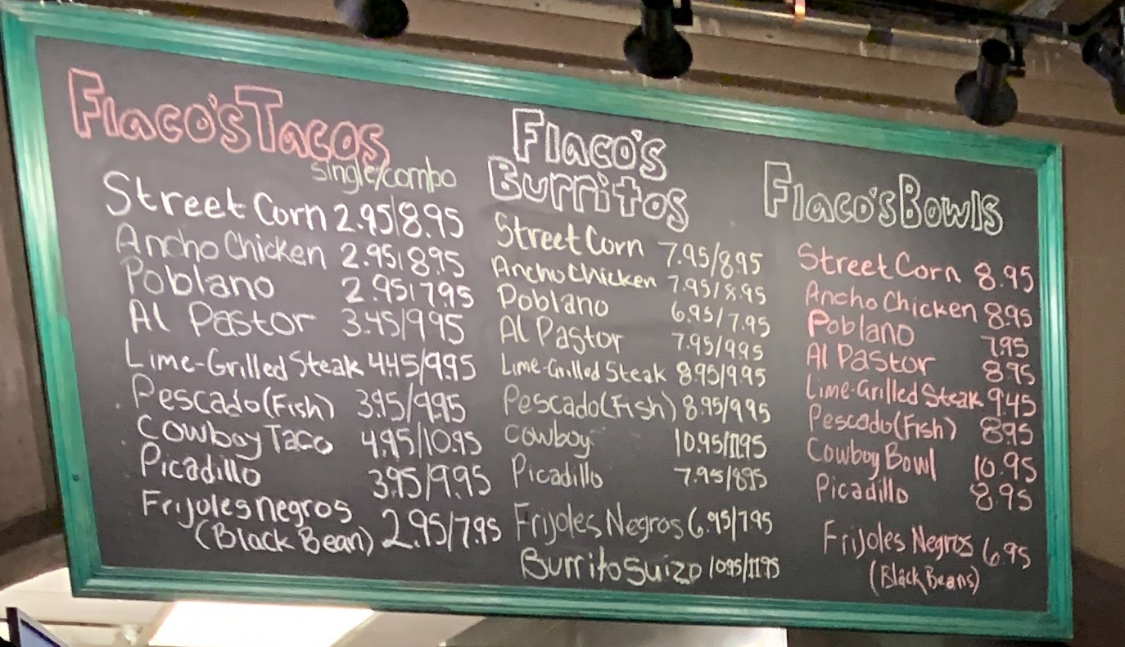 Flaco's Tacos
single/combo
Street Corn 2.95/8.95
Ancho Chicken 2.95/8.95
Poblano 2.95/7.95
Al Pastor 3.45/9.95
Lime-Grilled Steak 4.45/9.95
Pescado (Fish) 3.95/9.95
Cowboy Taco 4.95/10.95
Picadillo 3.95/9.95
Frijoles negros
(Black Bean) 2.95/7.95
Flaco's
Burritos
Street Corn 7.95/8.95
Ancho Chicken 7.95/8.95
Poblano 6.95/7.95
Al Pastor 7.95/9.95
Lime-Grilled Steak 8.95/9.95
Pescado (Fish) 8.95/9.95
Cowboy 10.95/11.95
Picadillo 7.95/8.95
Frijoles Negros 6.95/7.95
Burrito Suizo 10.95/11.95
Flaco's Bowls
Street Corn 8.95
Ancho Chicken 8.95
Poblano 7.95
Al Pastor 8.95
Lime-Grilled Steak 9.45
Pescado (Fish) 8.95
Cowboy Bowl 10.95
Picadillo 8.95
Frijoles Negros 6.95
(Black Beans)